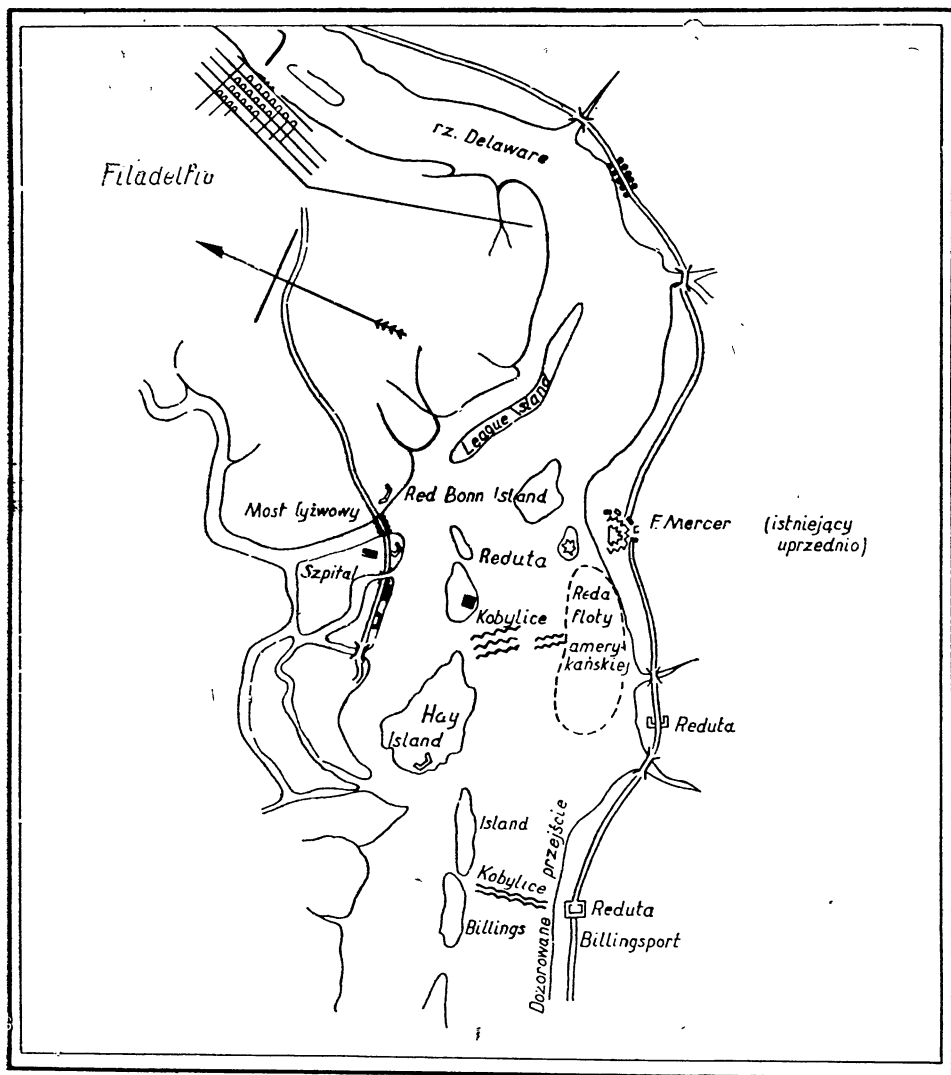 rz. Delaware
Filadelfia
League Island
Red Bonn Island
Most łyżwowy
F. Mercer
(istniejący
uprzednio)
Reduta
Szpital
Reda
floty
amery-
kańskiej
Kobylice
Hay
Island
Reduta
Island
Dozorowane przejście
Kobylice
Reduta
Billings
Billingsport